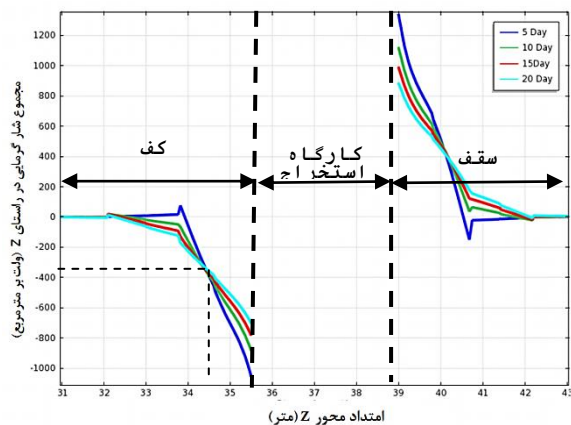 1200
1000
800
600
400
200
0
-200
-400
-600
-800
-1000
5 Day
10 Day
15Day
20 Day
کف
کارگاه
استخراج
سقف
31 32 33 34 35 36 37 38 39 40 41 42 43
امتداد محور Z(متر)
مجموع شار گرمایی در راستای Z (وات بر مترمربع)